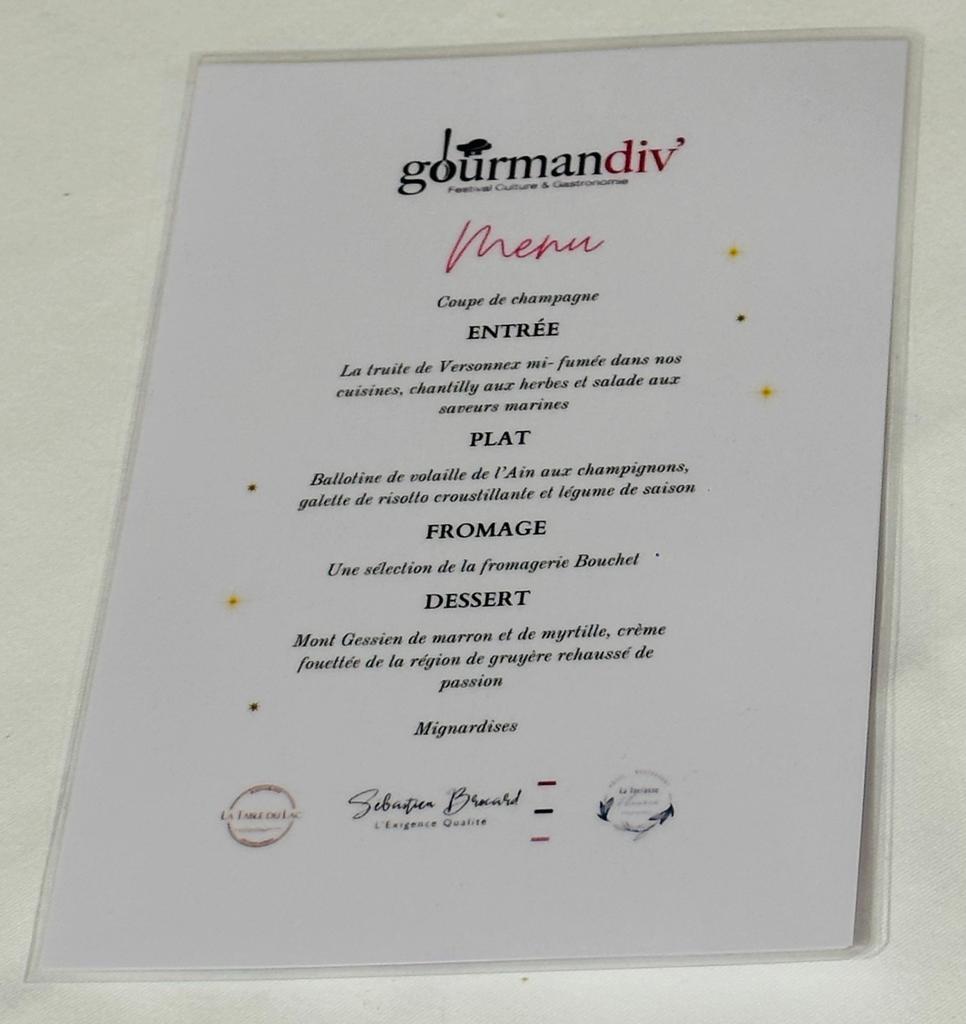 gourmandiv'
Festival Culture & Gastronomie
Menu
Coupe de champagne
ENTRÉE
La truite de Versonnex mi-fumée dans nos
cuisines, chantilly aux herbes et salade aux
saveurs marines
PLAT
Ballotine de volaille de l'Ain aux champignons,
galette de risotto croustillante et légume de saison
FROMAGE
Une sélection de la fromagerie Bouchet
DESSERT
Mont Gessien de marron et de myrtille, crème
fouettée de la région de gruyère rehaussé de
passion
Mignardises
LA TABLE DU LAC
Sébastien Brocard
L'Exigence Qualité
La Terrasse